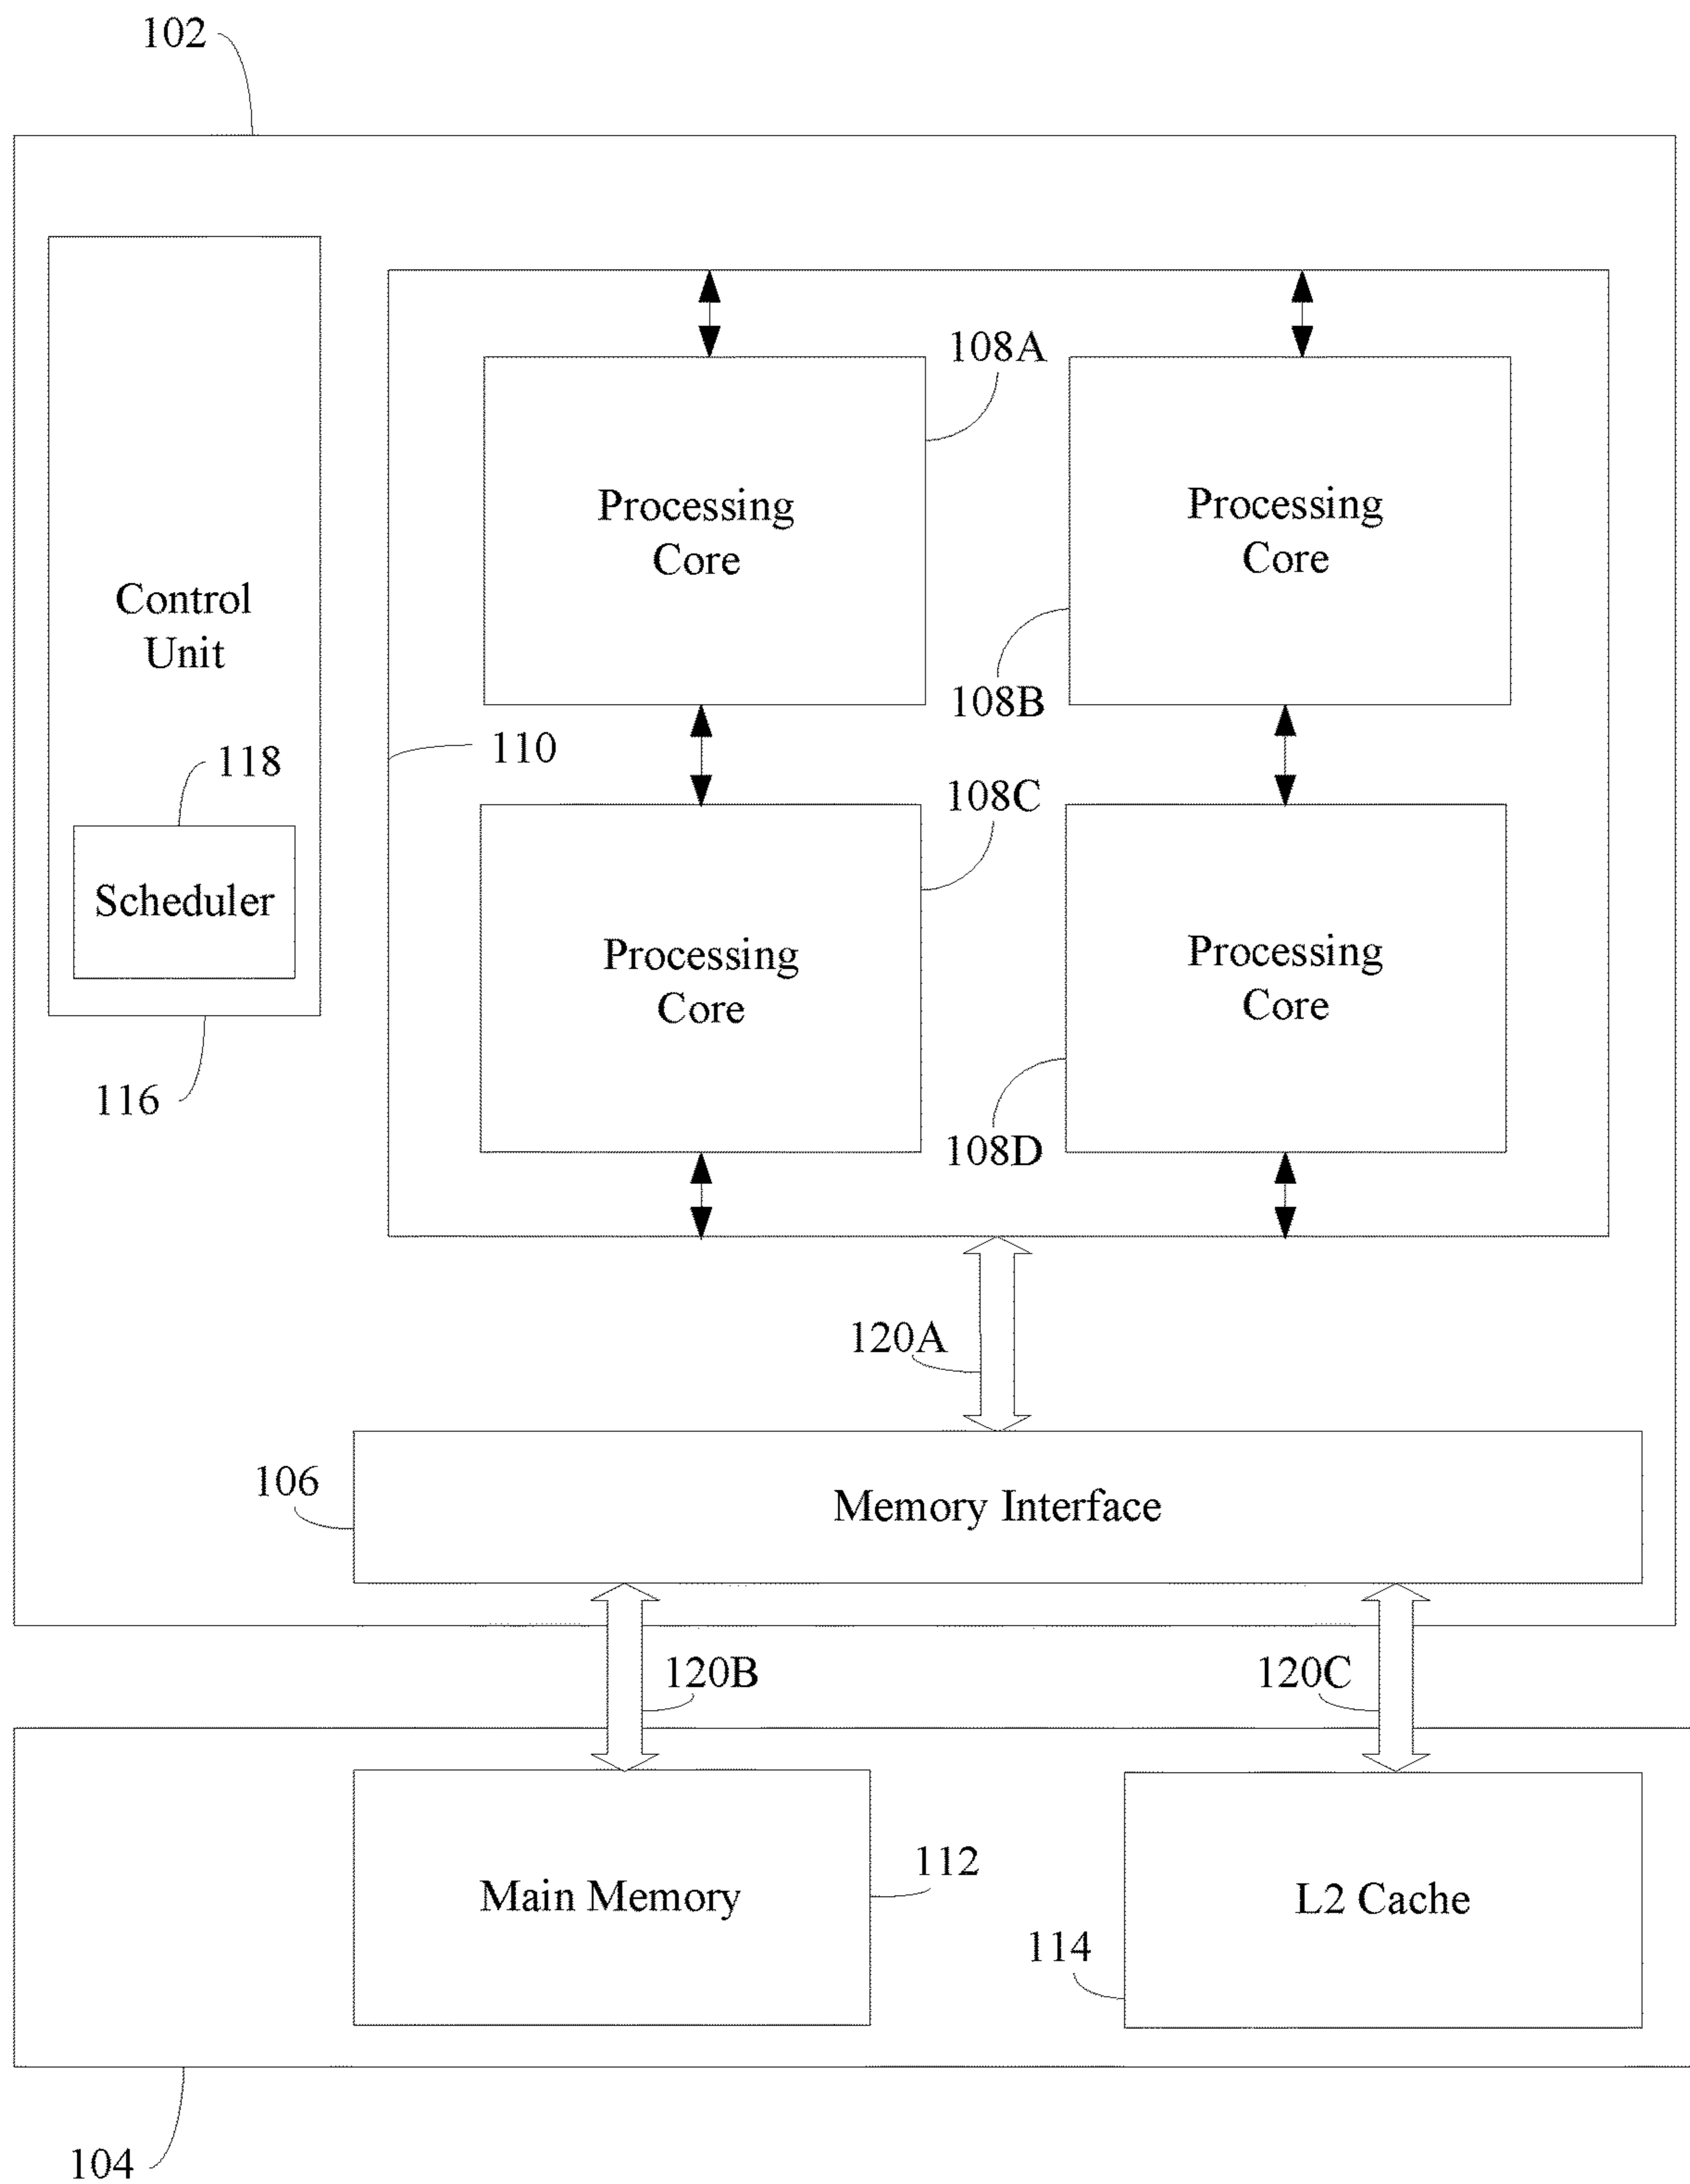 102
108A
Processing
Core
Processing
Core
Control
Unit
108B
110
118
108C
Scheduler
Processing
Core
Processing
Core
116
108D
120A
106
Memory Interface
120B
120C
Main Memory
112
L2 Cache
114
104